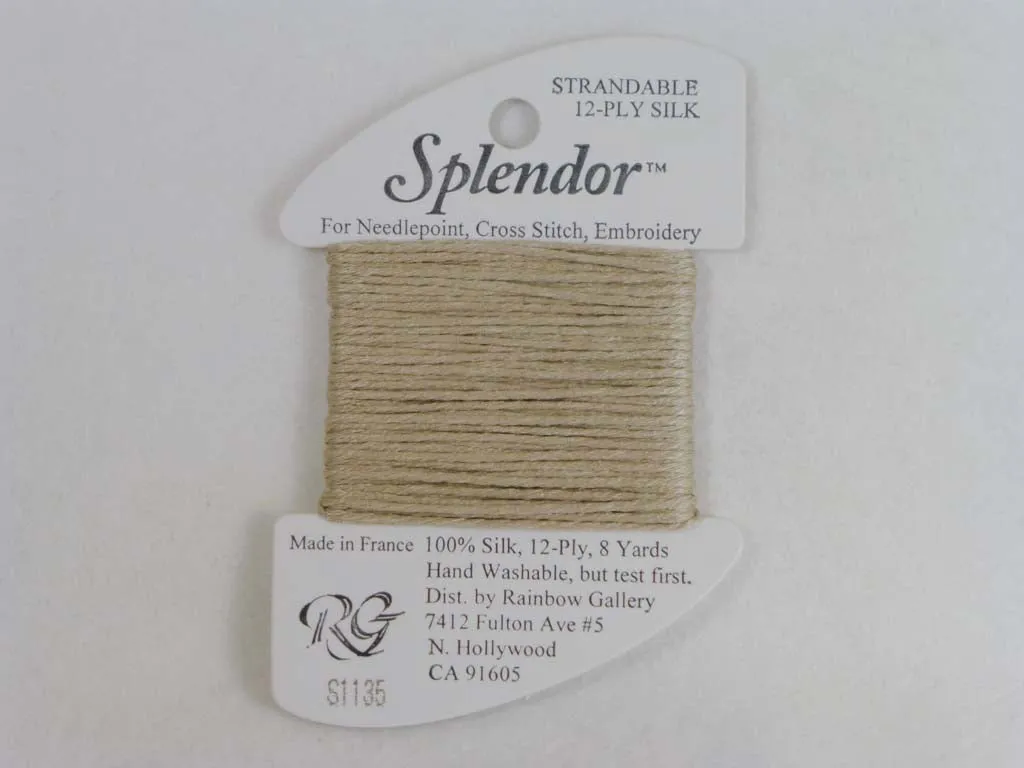 STRANDABLE
12-PLY SILK
Splendor™
For Needlepoint, Cross Stitch, Embroidery
Made in France 100% Silk, 12-Ply, 8 Yards
Hand Washable, but test first.
Dist. by Rainbow Gallery
7412 Fulton Ave #5
N. Hollywood
CA 91605
RG
S1135